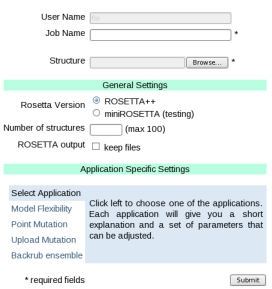 User Name
Job Name *
Structure Browse... *
General Settings
Rosetta Version ROSETTA++
miniROSETTA (testing)
Number of structures (max 100)
ROSETTA output keep files
Application Specific Settings
Select Application
Model Flexibility
Point Mutation
Upload Mutation
Backrub ensemble
Click left to choose one of the applications.
Each application will give you a short
explanation and a set of parameters that
can be adjusted.
* required fields Submit